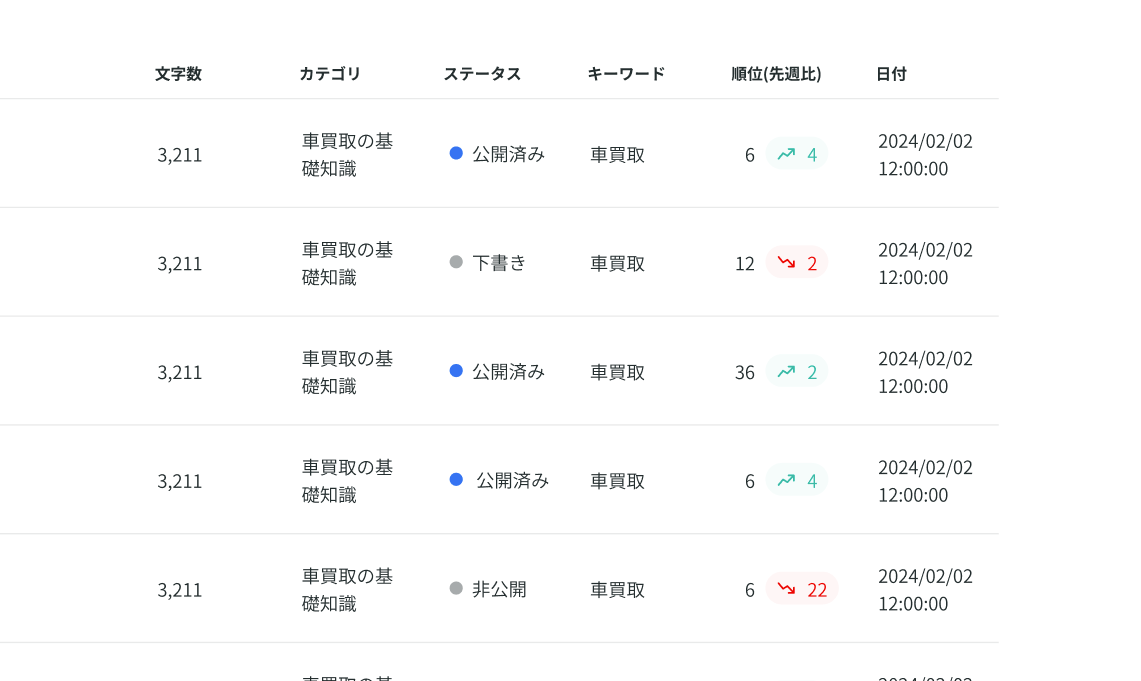 文字数 カテゴリ ステータス キーワード 順位(先週比) 日付
3,211 車買取の基 公開済み 車買取 6 4 2024/02/02
礎知識 12:00:00
3,211 車買取の基 下書き 車買取 12 2 2024/02/02
礎知識 12:00:00
3,211 車買取の基 公開済み 車買取 36 2 2024/02/02
礎知識 12:00:00
3,211 車買取の基 公開済み 車買取 6 4 2024/02/02
礎知識 12:00:00
3,211 車買取の基 非公開 車買取 6 22 2024/02/02
礎知識 12:00:00